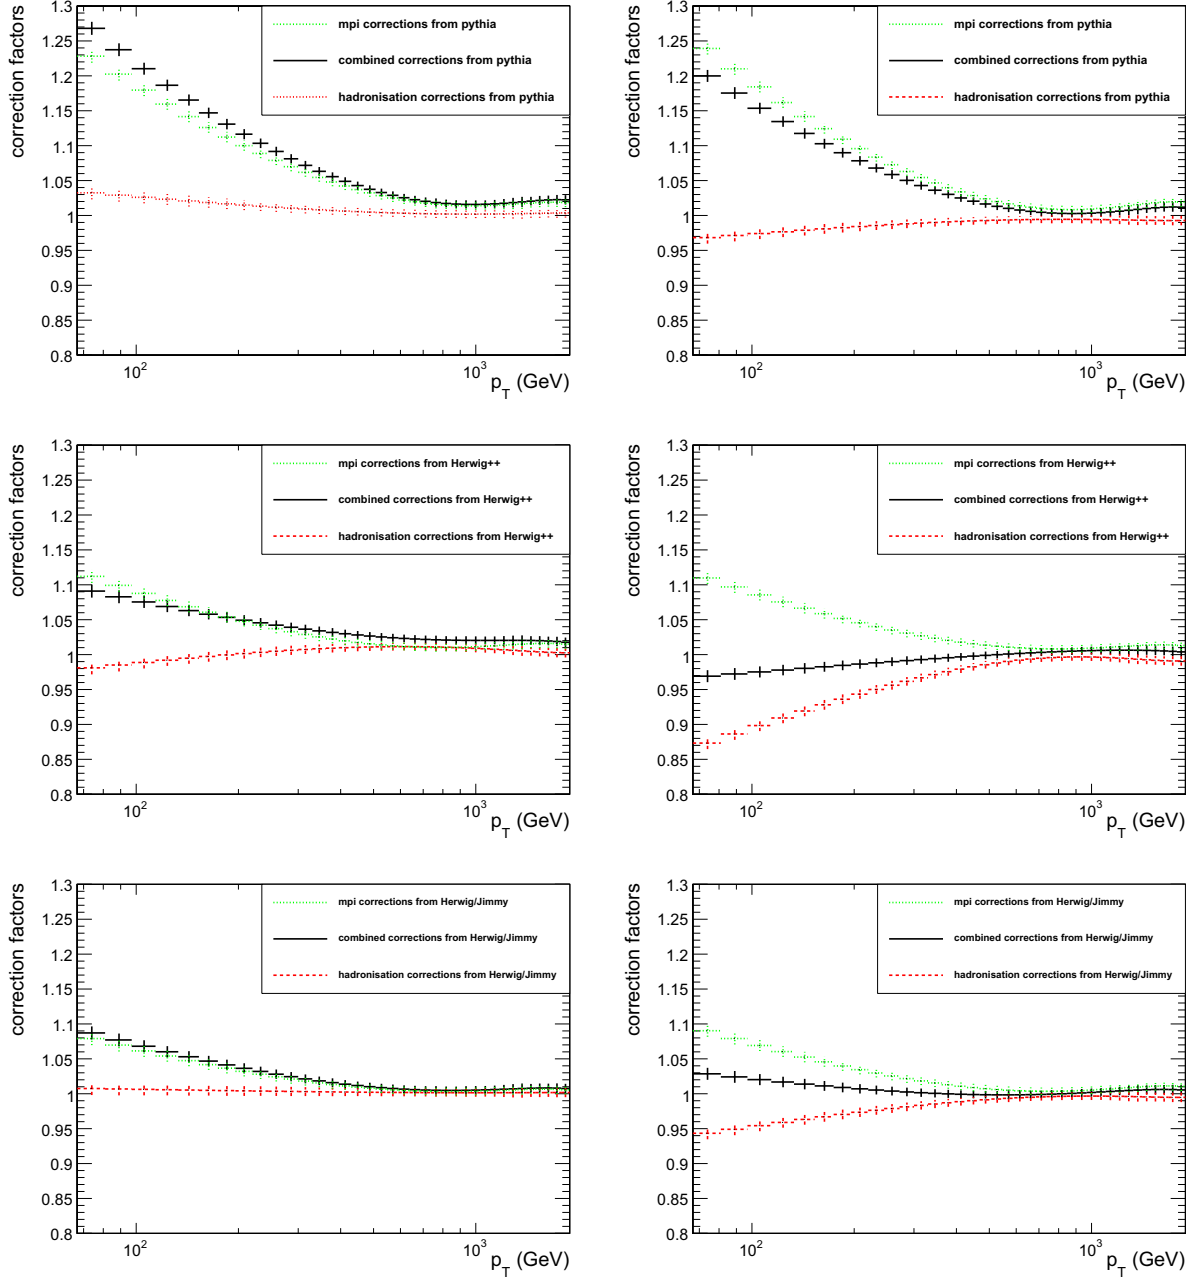 correction factors
1.3
1.25
1.2
1.15
1.1
1.05
1
0.95
0.9
0.85
0.8
mpi corrections from pythia
combined corrections from pythia
hadronisation corrections from pythia
10^2
10^3
p_T (GeV)
correction factors
1.3
1.25
1.2
1.15
1.1
1.05
1
0.95
0.9
0.85
0.8
mpi corrections from pythia
combined corrections from pythia
hadronisation corrections from pythia
10^2
10^3
p_T (GeV)
correction factors
1.3
1.25
1.2
1.15
1.1
1.05
1
0.95
0.9
0.85
0.8
mpi corrections from Herwig++
combined corrections from Herwig++
hadronisation corrections from Herwig++
10^2
10^3
p_T (GeV)
correction factors
1.3
1.25
1.2
1.15
1.1
1.05
1
0.95
0.9
0.85
0.8
mpi corrections from Herwig++
combined corrections from Herwig++
hadronisation corrections from Herwig++
10^2
10^3
p_T (GeV)
correction factors
1.3
1.25
1.2
1.15
1.1
1.05
1
0.95
0.9
0.85
0.8
mpi corrections from Herwig/Jimmy
combined corrections from Herwig/Jimmy
hadronisation corrections from Herwig/Jimmy
10^2
10^3
p_T (GeV)
correction factors
1.3
1.25
1.2
1.15
1.1
1.05
1
0.95
0.9
0.85
0.8
mpi corrections from Herwig/Jimmy
combined corrections from Herwig/Jimmy
hadronisation corrections from Herwig/Jimmy
10^2
10^3
p_T (GeV)